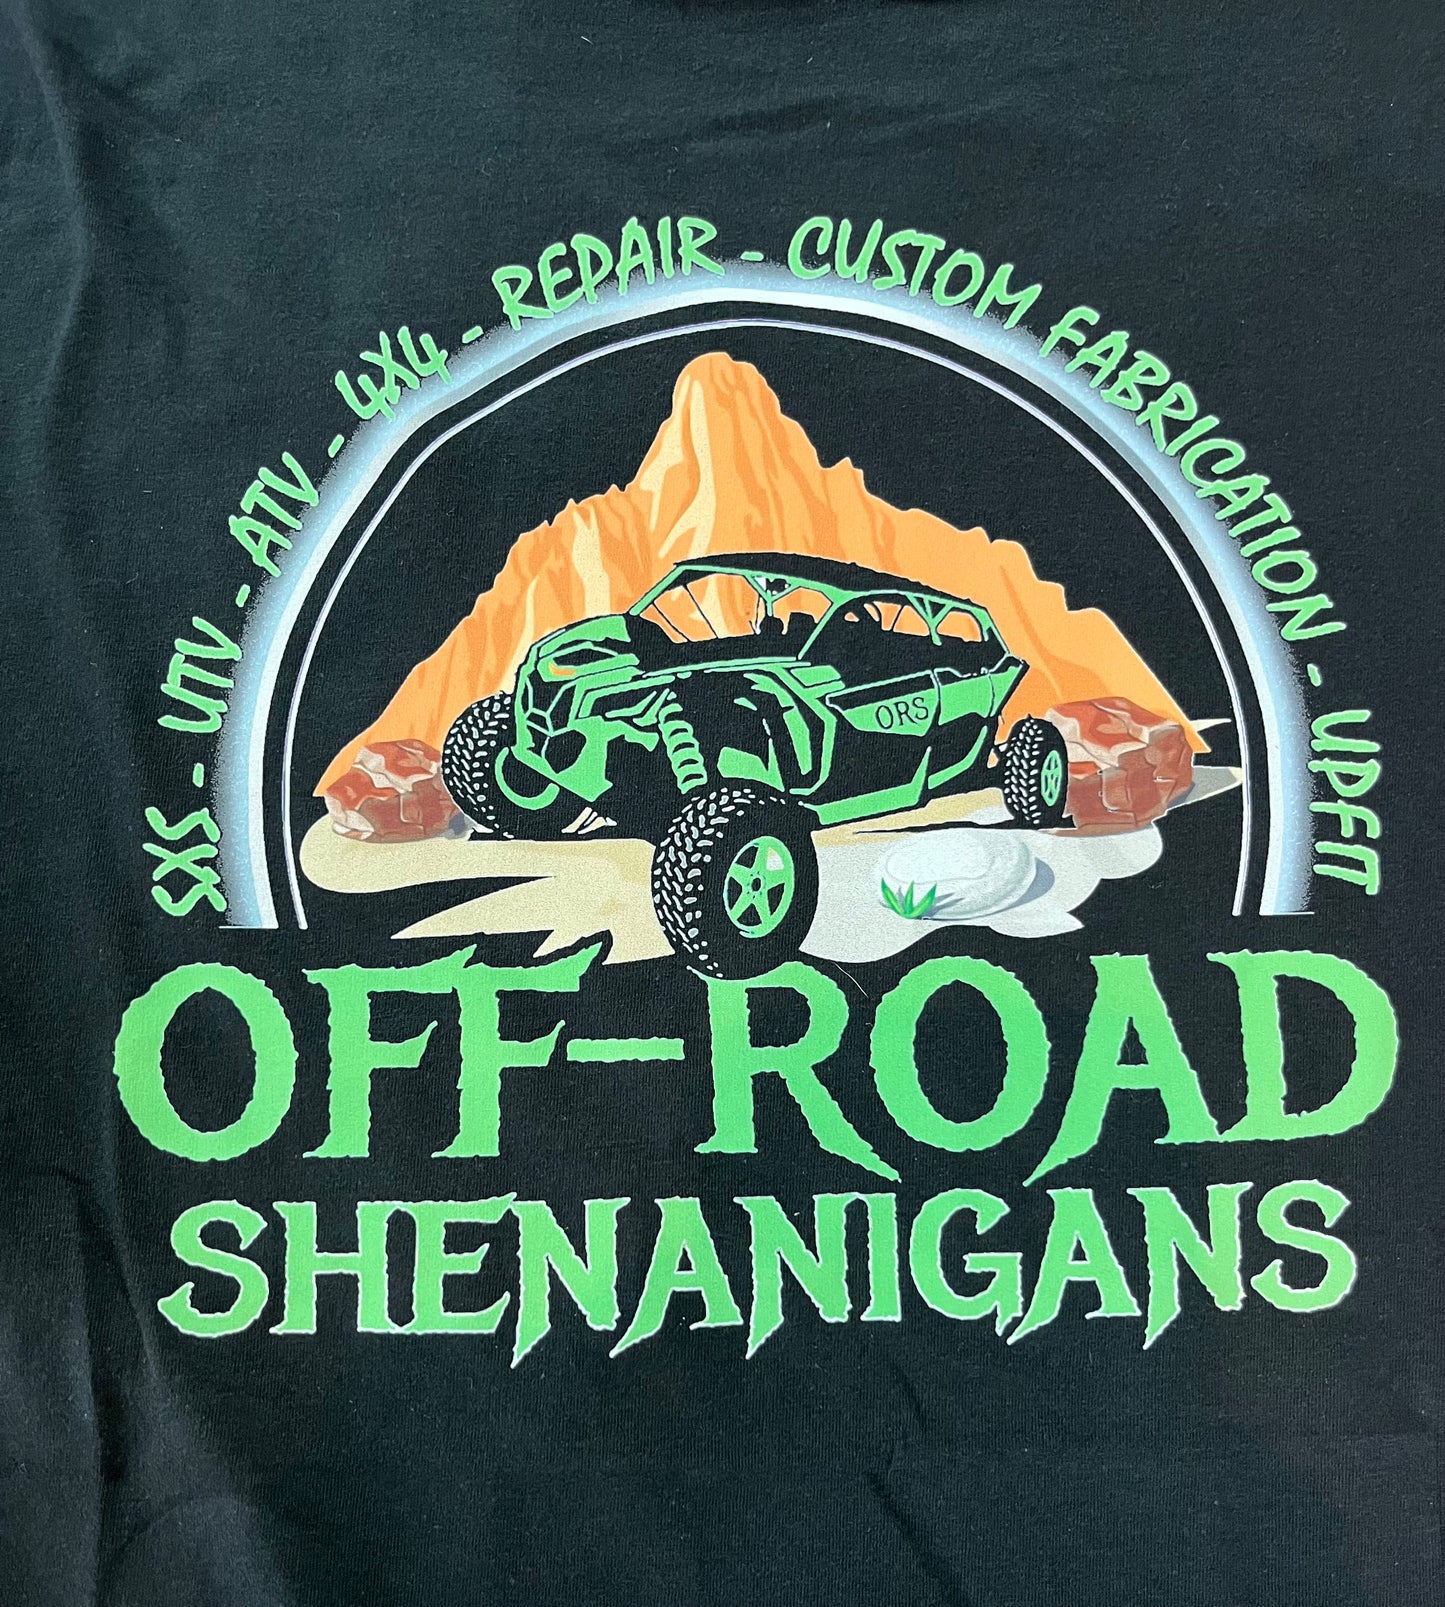 SXS - UTV - ATV - 4X4 - REPAIR - CUSTOM FABRICATION - UPFIT
ORS
OFF-ROAD
SHENANIGANS